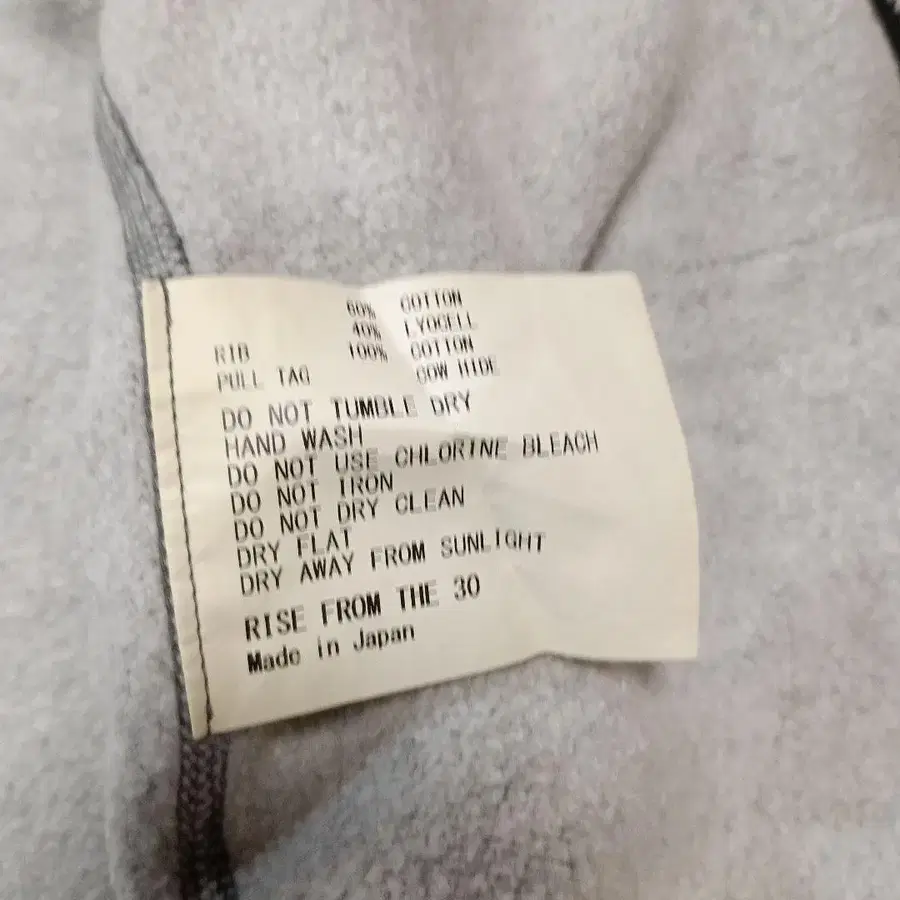 60% COTTON
40% LYOCELL
RIB 100% COTTON
PULL TAG COW HIDE
DO NOT TUMBLE DRY
HAND WASH
DO NOT USE CHLORINE BLEACH
DO NOT IRON
DO NOT DRY CLEAN
DRY FLAT
DRY AWAY FROM SUNLIGHT
RISE FROM THE 30
Made in Japan